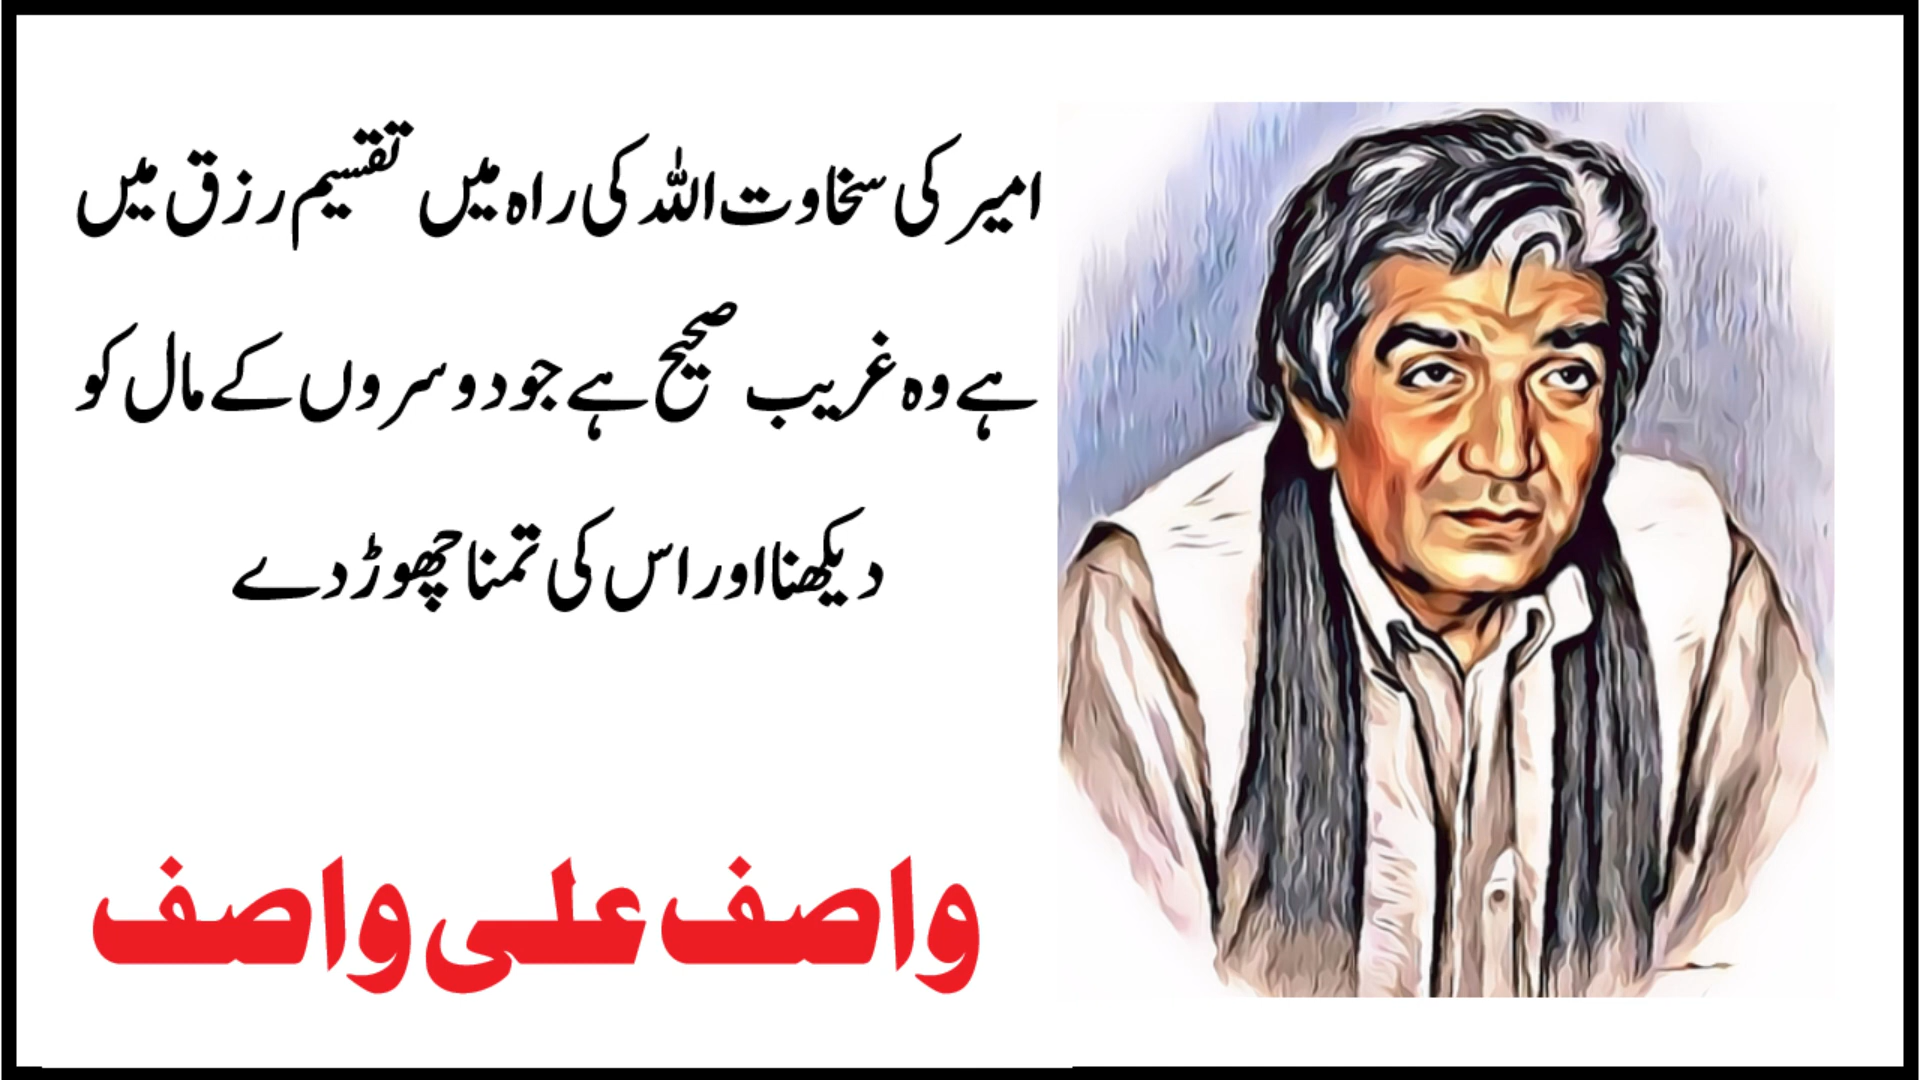 امیر کی سخاوت اللہ کی راہ میں تقسیم رزق میں
ہے وہ غریب صحیح ہے جو دوسروں کے مال کو
دیکھنا اور اس کی تمنا چھوڑ دے
واصف علی واصف